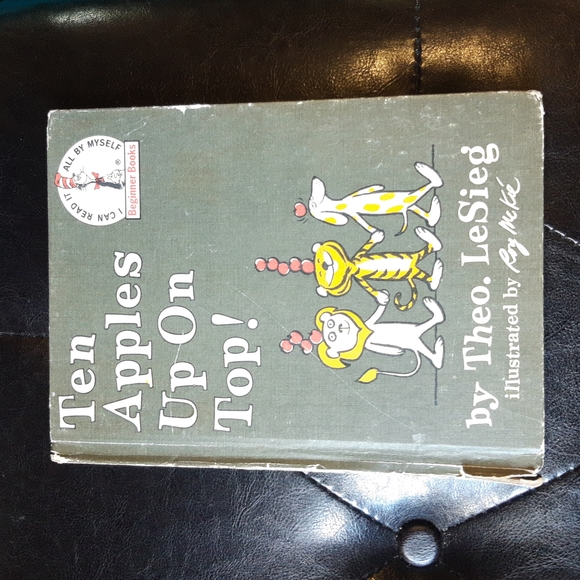 I CAN READ IT ALL BY MYSELF
®
Beginner Books
Ten
Apples
Up On
Top!
by Theo. LeSieg
illustrated by Roy McKié